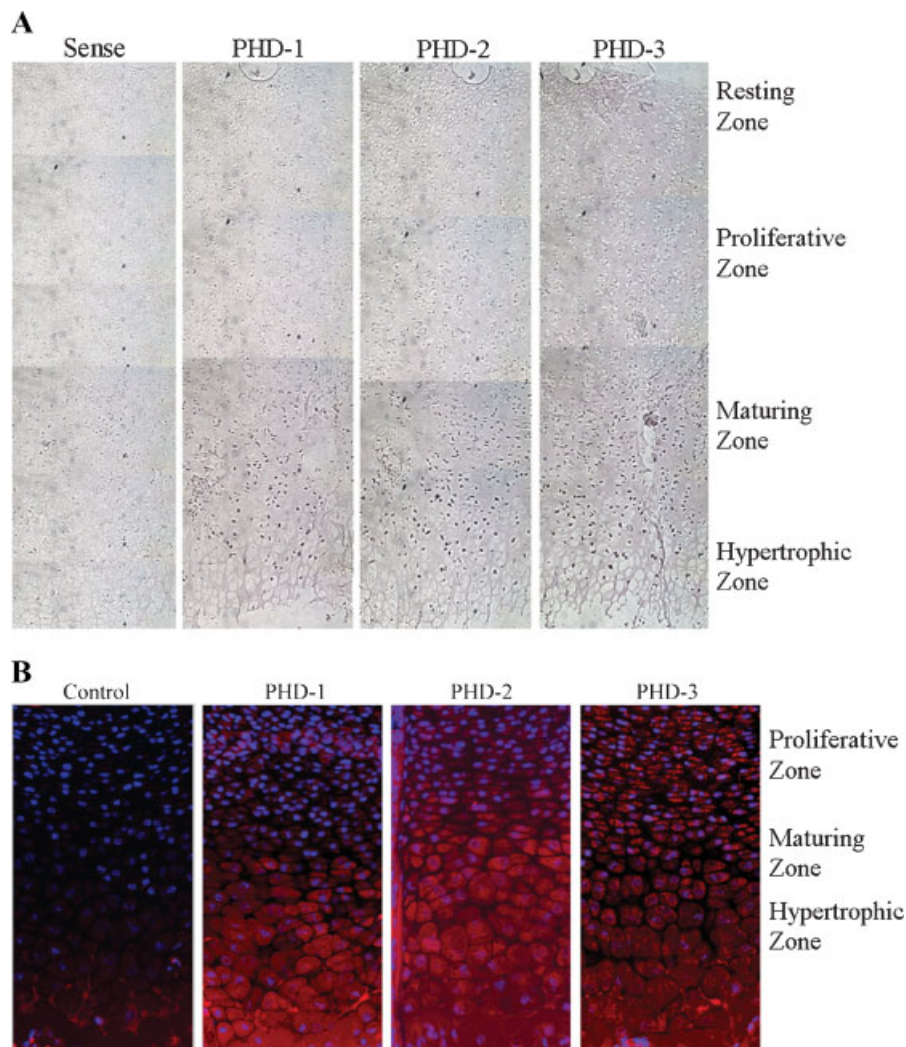 A
Sense PHD-1 PHD-2 PHD-3
Resting
Zone
Proliferative
Zone
Maturing
Zone
Hypertrophic
Zone
B
Control PHD-1 PHD-2 PHD-3
Proliferative
Zone
Maturing
Zone
Hypertrophic
Zone